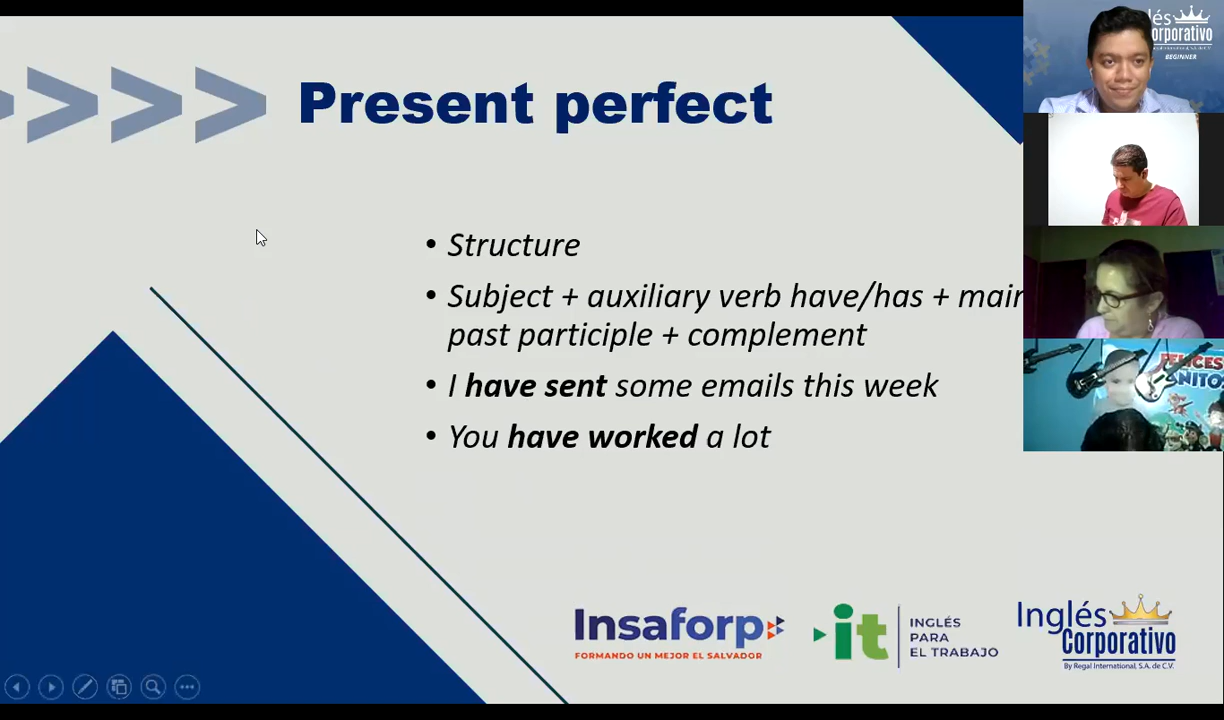 Present perfect
• Structure
• Subject + auxiliary verb have/has + main
past participle + complement
• I have sent some emails this week
• You have worked a lot
Insaforp
FORMANDO UN MEJOR EL SALVADOR
it
INGLÉS
PARA
EL TRABAJO
Inglés
Corporativo
By Regal International, S.A. de C.V.
BEGINNER